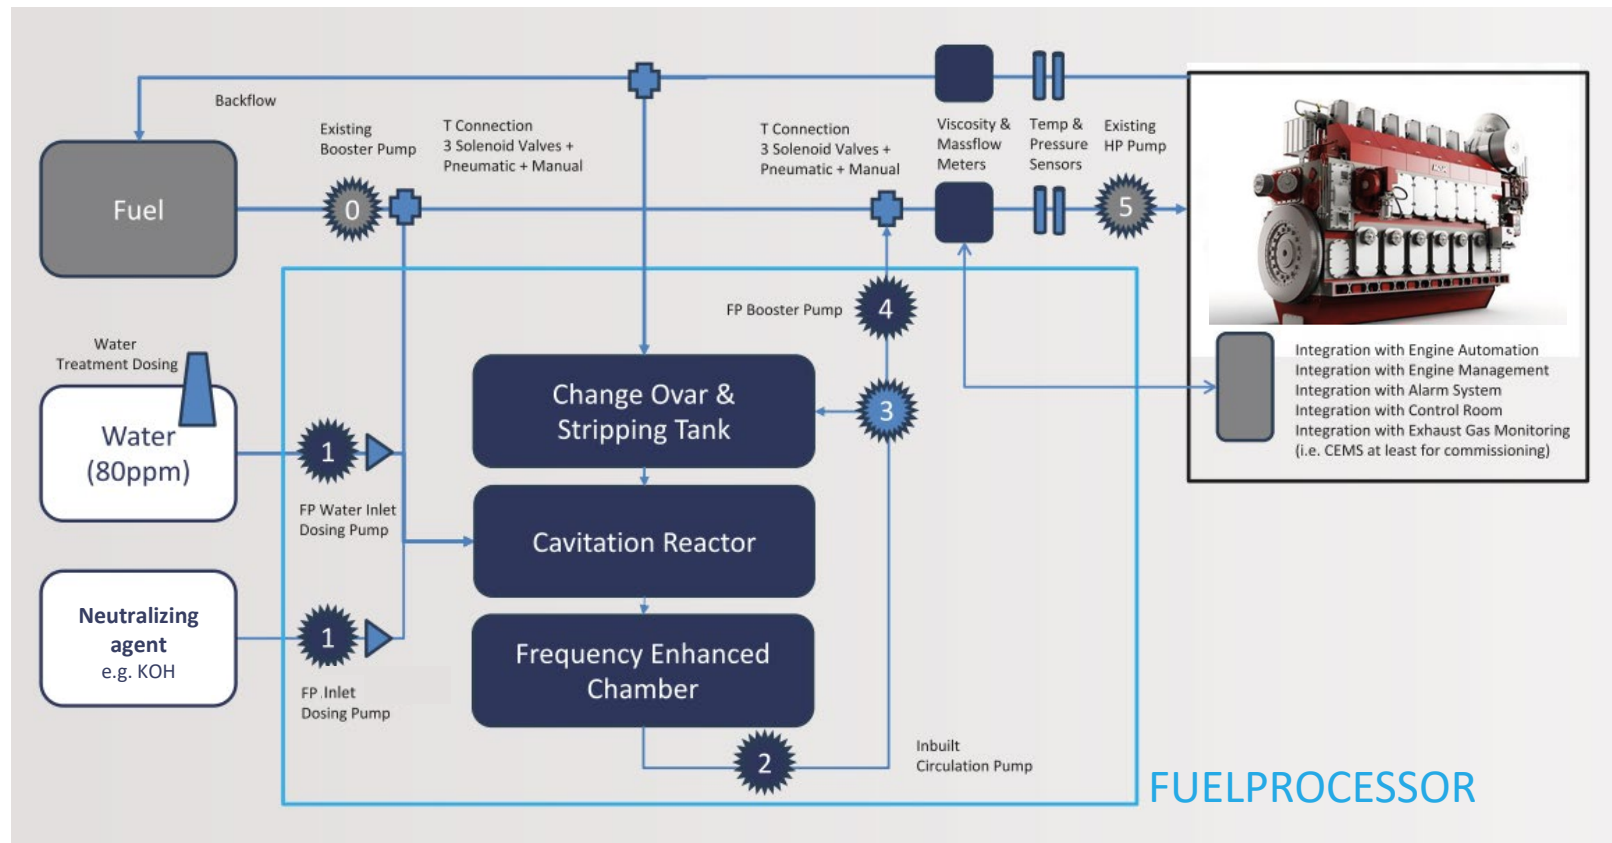 Backflow
Existing
Booster Pump
T Connection
3 Solenoid Valves +
Pneumatic + Manual
T Connection
3 Solenoid Valves +
Pneumatic + Manual
Viscosity &
Massflow
Meters
Temp &
Pressure
Sensors
Existing
HP Pump
Fuel
0
5
FP Booster Pump
4
Water
Treatment Dosing
Water
(80ppm)
1
FP Water Inlet
Dosing Pump
Change Ovar &
Stripping Tank
3
Integration with Engine Automation
Integration with Engine Management
Integration with Alarm System
Integration with Control Room
Integration with Exhaust Gas Monitoring
(i.e. CEMS at least for commissioning)
Cavitation Reactor
Neutralizing
agent
e.g. KOH
1
FP Inlet
Dosing Pump
Frequency Enhanced
Chamber
2
Inbuilt
Circulation Pump
FUELPROCESSOR